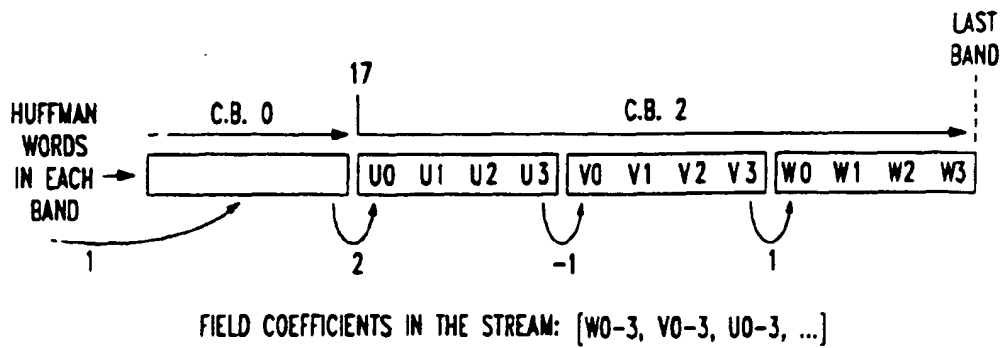 LAST
BAND
17
C.B. 0
C.B. 2
HUFFMAN
WORDS
IN EACH
BAND
U0 U1 U2 U3
V0 V1 V2 V3
W0 W1 W2 W3
1
2
-1
1
FIELD COEFFICIENTS IN THE STREAM: [W0-3, V0-3, U0-3, ...]